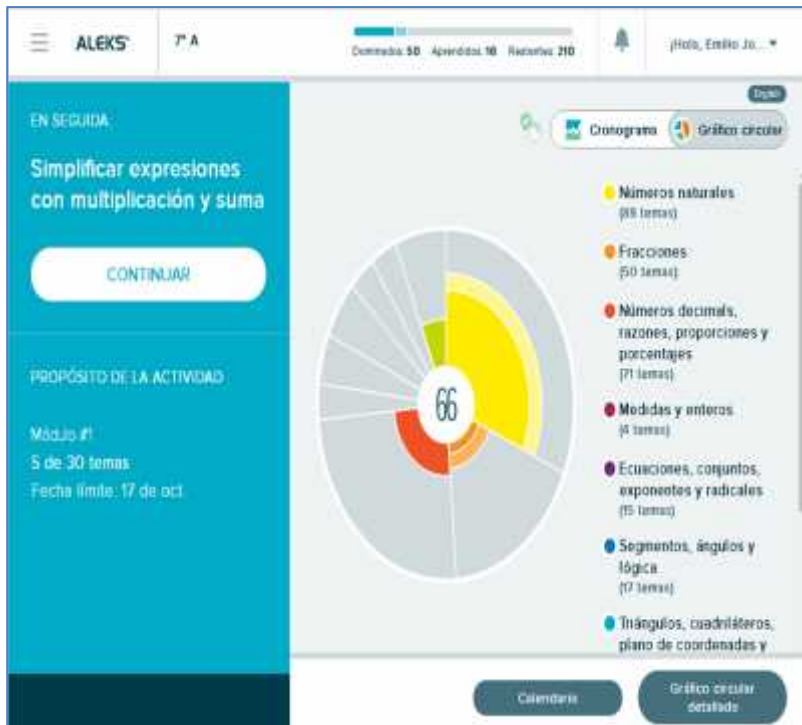 ALEKS
7° A
Dominados: 50 Aprendidos: 16 Restantes: 210
¡Hola, Emilio Jo...
English
EN SEGUIDA
Simplificar expresiones
con multiplicación y suma
CONTINUAR
PROPÓSITO DE LA ACTIVIDAD
Módulo #1
5 de 30 temas
Fecha límite: 17 de oct.
Cronograma
Gráfico circular
66
Números naturales
(88 temas)
Fracciones
(50 temas)
Números decimals,
razones, proporciones y
porcentajes
(71 temas)
Medidas y enteros
(4 temas)
Ecuaciones, conjuntos,
exponentes y radicales
(15 temas)
Segmentos, ángulos y
lógica
(17 temas)
Triángulos, cuadriláteros,
plano de coordenadas y
Calendario
Gráfico circular
detallado